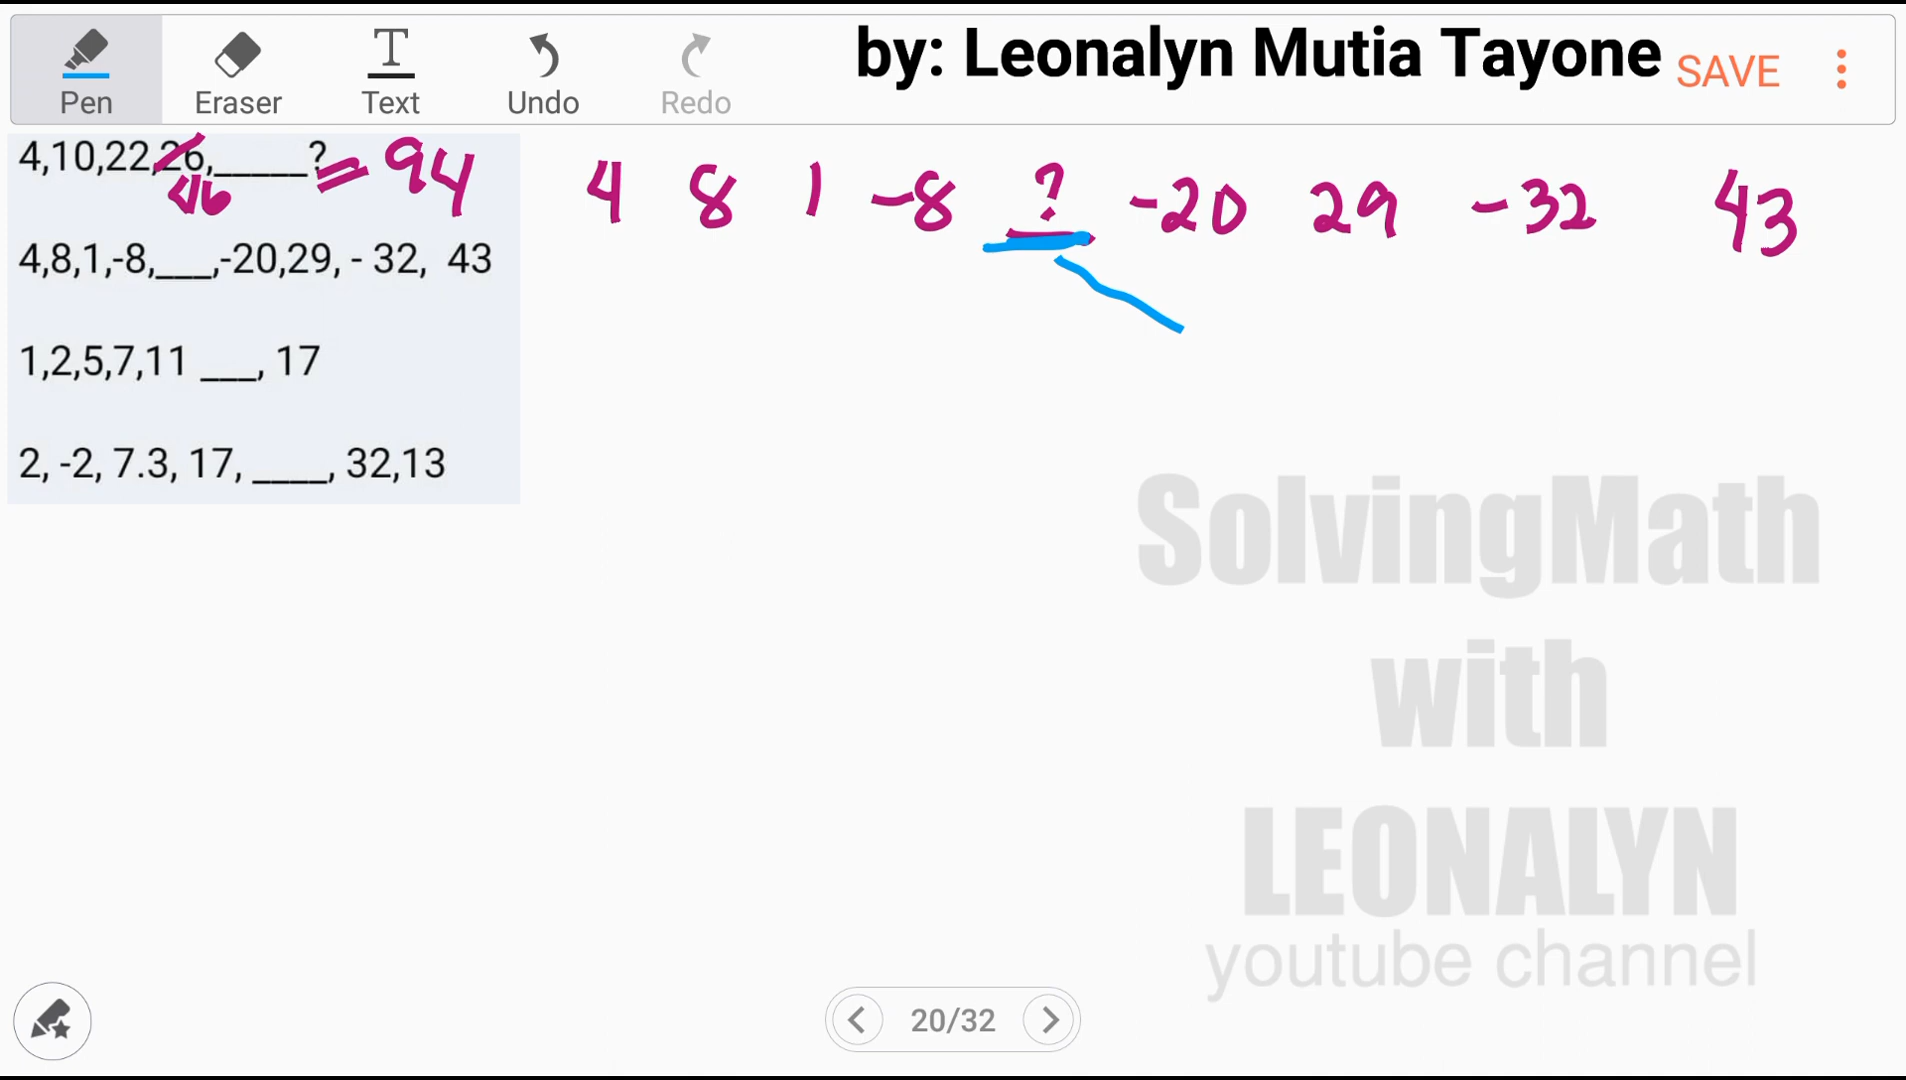 by: Leonalyn Mutia Tayone
Pen Eraser Text Undo Redo SAVE
4,10,22,26,_____? = 94
46
4 8 1 -8 ? -20 29 -32 43
4,8,1,-8,___,-20,29, - 32, 43
1,2,5,7,11 ___, 17
2, -2, 7.3, 17, ____, 32,13
SolvingMath
with
LEONALYN
youtube channel
20/32